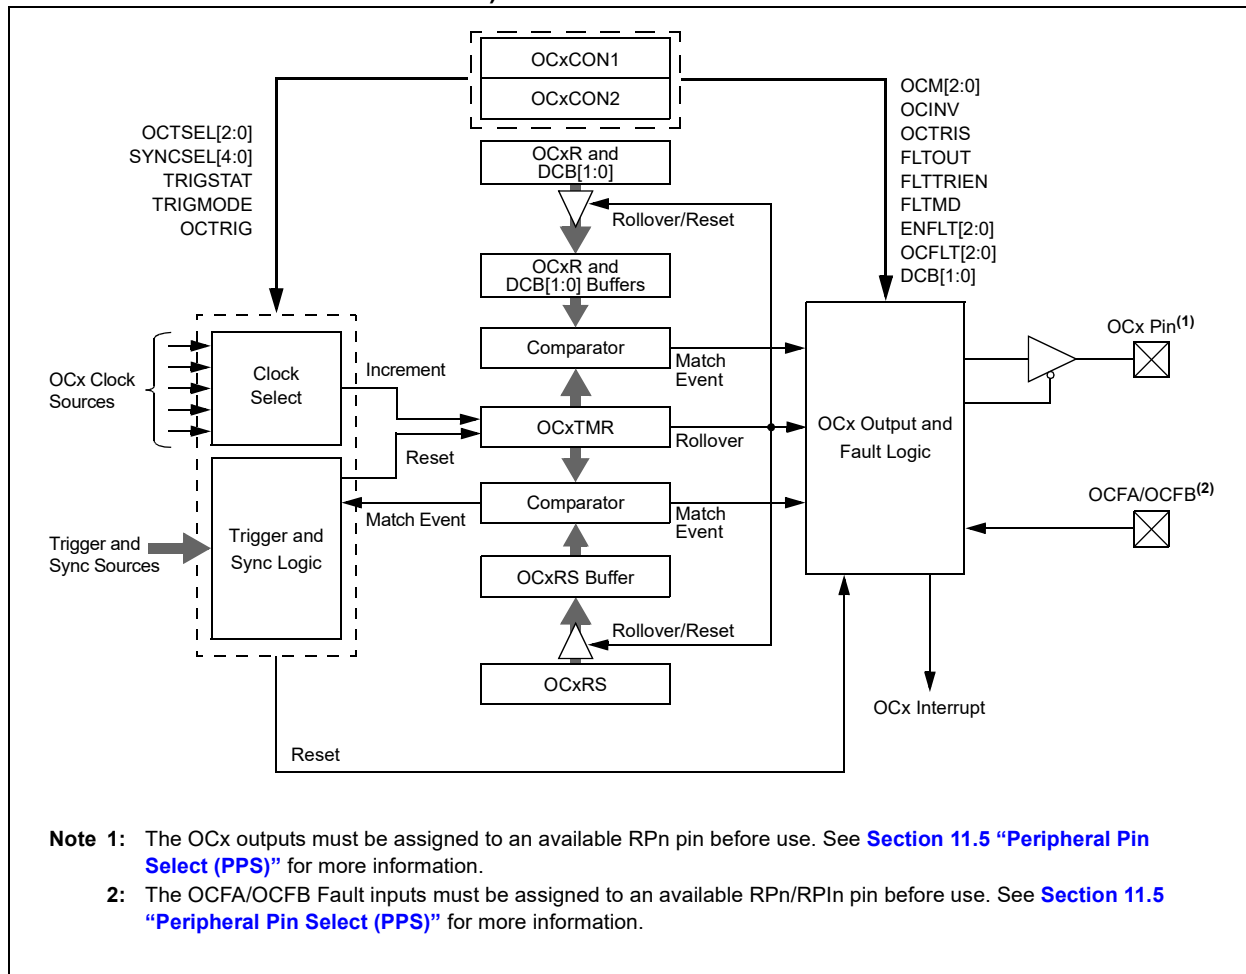 OCxCON1
OCxCON2
OCTSEL[2:0]
SYNCSEL[4:0]
TRIGSTAT
TRIGMODE
OCTRIG
OCM[2:0]
OCINV
OCTRIS
FLTOUT
FLTTRIEN
FLTMD
ENFLT[2:0]
OCFLT[2:0]
DCB[1:0]
OCxR and
DCB[1:0]
Rollover/Reset
OCxR and
DCB[1:0] Buffers
OCx Clock
Sources
Clock
Select
Increment
Comparator
Match
Event
OCxTMR
Rollover
Reset
Comparator
Match Event
Match
Event
Trigger and
Sync Sources
Trigger and
Sync Logic
OCxRS Buffer
Rollover/Reset
OCxRS
OCx Output and
Fault Logic
OCx Pin(1)
OCFA/OCFB(2)
OCx Interrupt
Reset
Note 1: The OCx outputs must be assigned to an available RPn pin before use. See Section 11.5 “Peripheral Pin
Select (PPS)” for more information.
2: The OCFA/OCFB Fault inputs must be assigned to an available RPn/RPIn pin before use. See Section 11.5
“Peripheral Pin Select (PPS)” for more information.